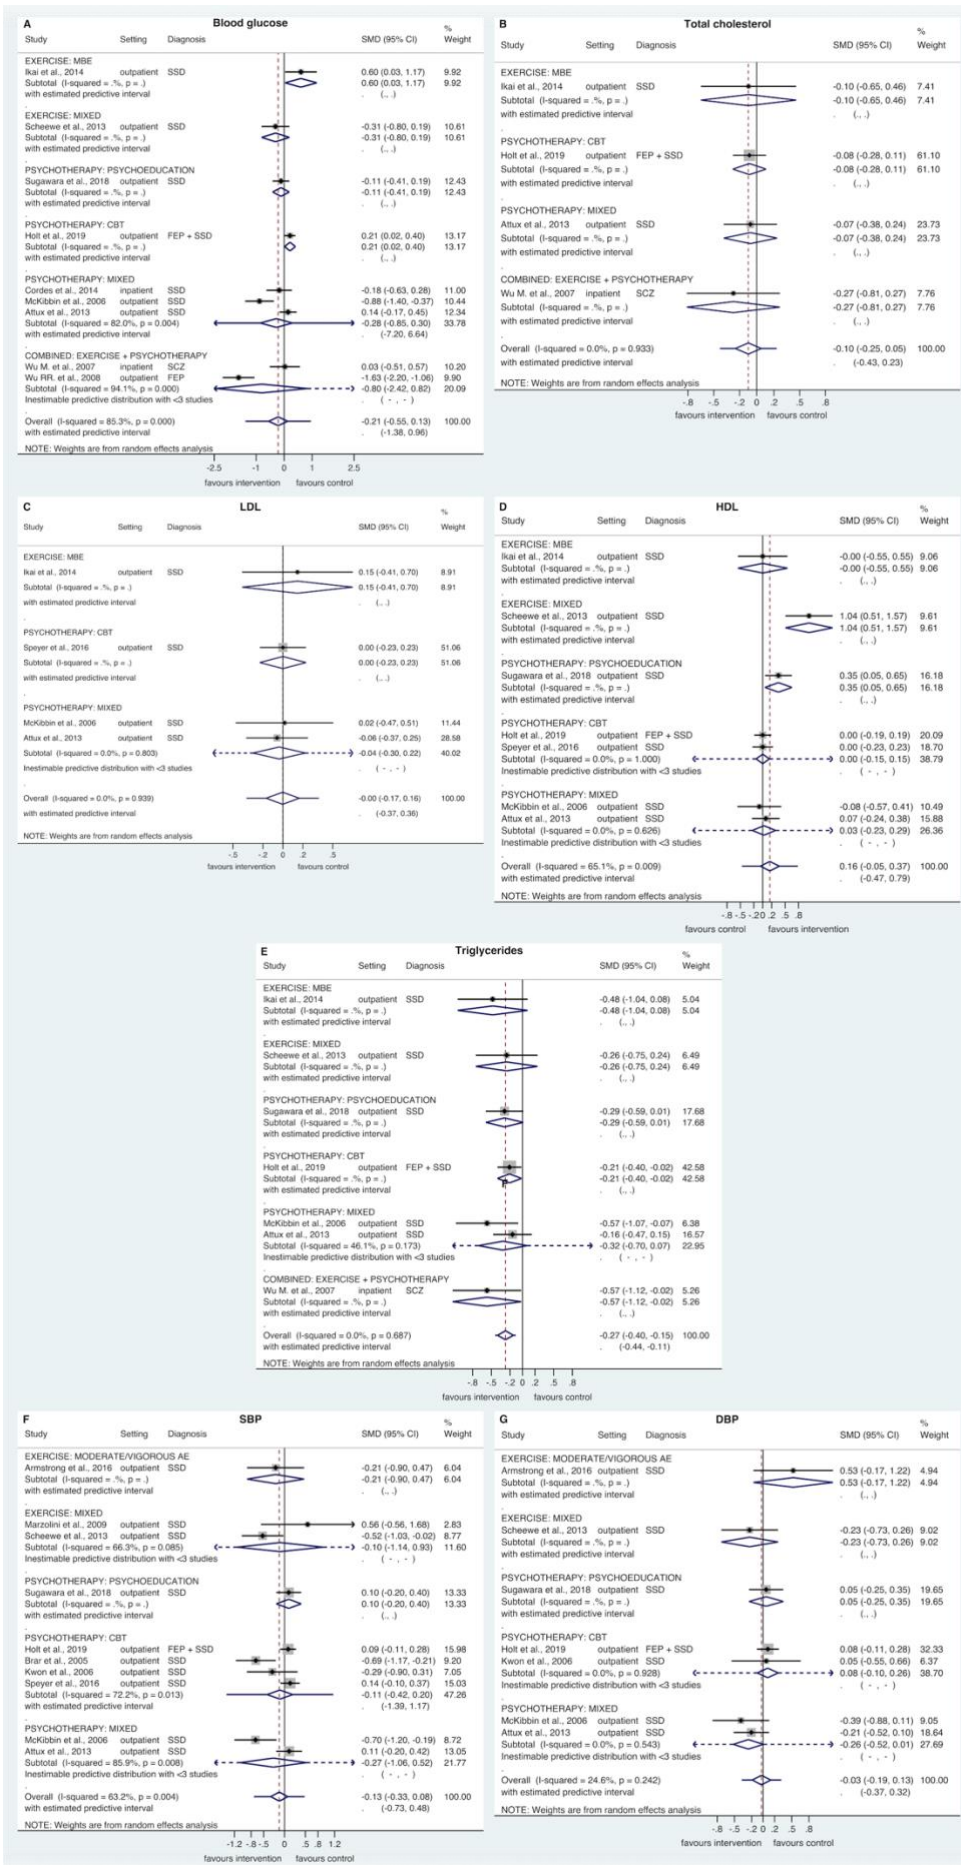 A Blood glucose
%
Study Setting Diagnosis SMD (95% CI) Weight
EXERCISE: MBE
Ikai et al., 2014 outpatient SSD 0.60 (0.03, 1.17) 9.92
Subtotal (I-squared = .%, p = .) 0.60 (0.03, 1.17) 9.92
with estimated predictive interval . (., .)
.
EXERCISE: MIXED
Scheewe et al., 2013 outpatient SSD -0.31 (-0.80, 0.19) 10.61
Subtotal (I-squared = .%, p = .) -0.31 (-0.80, 0.19) 10.61
with estimated predictive interval . (., .)
.
PSYCHOTHERAPY: PSYCHOEDUCATION
Sugawara et al., 2018 outpatient SSD -0.11 (-0.41, 0.19) 12.43
Subtotal (I-squared = .%, p = .) -0.11 (-0.41, 0.19) 12.43
with estimated predictive interval . (., .)
.
PSYCHOTHERAPY: CBT
Holt et al., 2019 outpatient FEP + SSD 0.21 (0.02, 0.40) 13.17
Subtotal (I-squared = .%, p = .) 0.21 (0.02, 0.40) 13.17
with estimated predictive interval . (., .)
.
PSYCHOTHERAPY: MIXED
Cordes et al., 2014 outpatient SSD -0.18 (-0.63, 0.28) 11.00
McKibbin et al., 2006 outpatient SSD -0.88 (-1.40, -0.37) 10.44
Attux et al., 2013 outpatient SSD 0.14 (-0.17, 0.45) 12.34
Subtotal (I-squared = 82.0%, p = 0.004) -0.28 (-0.85, 0.30) 33.78
with estimated predictive interval . (-7.20, 6.64)
.
COMBINED: EXERCISE + PSYCHOTHERAPY
Wu M. et al., 2007 inpatient SCZ 0.03 (-0.51, 0.57) 10.20
Wu RR. et al., 2008 outpatient FEP -1.63 (-2.20, -1.06) 9.90
Subtotal (I-squared = 94.1%, p = 0.000) -0.80 (-2.42, 0.82) 20.09
Inestimable predictive distribution with <3 studies . ( - , - )
.
Overall (I-squared = 85.3%, p = 0.000) -0.21 (-0.55, 0.13) 100.00
with estimated predictive interval . (-1.38, 0.96)
NOTE: Weights are from random effects analysis
-2.5 -1 0 1 2.5
favours intervention favours control
B Total cholesterol
%
Study Setting Diagnosis SMD (95% CI) Weight
EXERCISE: MBE
Ikai et al., 2014 outpatient SSD -0.10 (-0.65, 0.46) 7.41
Subtotal (I-squared = .%, p = .) -0.10 (-0.65, 0.46) 7.41
with estimated predictive interval . (., .)
.
PSYCHOTHERAPY: CBT
Holt et al., 2019 outpatient FEP + SSD -0.08 (-0.28, 0.11) 61.10
Subtotal (I-squared = .%, p = .) -0.08 (-0.28, 0.11) 61.10
with estimated predictive interval . (., .)
.
PSYCHOTHERAPY: MIXED
Attux et al., 2013 outpatient SSD -0.07 (-0.38, 0.24) 23.73
Subtotal (I-squared = .%, p = .) -0.07 (-0.38, 0.24) 23.73
with estimated predictive interval . (., .)
.
COMBINED: EXERCISE + PSYCHOTHERAPY
Wu M. et al., 2007 inpatient SCZ -0.27 (-0.81, 0.27) 7.76
Subtotal (I-squared = .%, p = .) -0.27 (-0.81, 0.27) 7.76
with estimated predictive interval . (., .)
.
Overall (I-squared = 0.0%, p = 0.933) -0.10 (-0.25, 0.05) 100.00
with estimated predictive interval . (-0.43, 0.23)
NOTE: Weights are from random effects analysis
-.8 -.5 -.2 0 .2 .5 .8
favours intervention favours control
C LDL
%
Study Setting Diagnosis SMD (95% CI) Weight
EXERCISE: MBE
Ikai et al., 2014 outpatient SSD 0.15 (-0.41, 0.70) 8.91
Subtotal (I-squared = .%, p = .) 0.15 (-0.41, 0.70) 8.91
with estimated predictive interval . (., .)
.
PSYCHOTHERAPY: CBT
Speyer et al., 2016 outpatient SSD 0.00 (-0.23, 0.23) 51.06
Subtotal (I-squared = .%, p = .) 0.00 (-0.23, 0.23) 51.06
with estimated predictive interval . (., .)
.
PSYCHOTHERAPY: MIXED
McKibbin et al., 2006 outpatient SSD 0.02 (-0.47, 0.51) 11.44
Attux et al., 2013 outpatient SSD -0.06 (-0.37, 0.25) 28.58
Subtotal (I-squared = 0.0%, p = 0.803) -0.04 (-0.30, 0.22) 40.02
Inestimable predictive distribution with <3 studies . ( - , - )
.
Overall (I-squared = 0.0%, p = 0.939) -0.00 (-0.17, 0.16) 100.00
with estimated predictive interval . (-0.37, 0.36)
NOTE: Weights are from random effects analysis
-.5 -.2 0 .2 .5
favours intervention favours control
D HDL
%
Study Setting Diagnosis SMD (95% CI) Weight
EXERCISE: MBE
Ikai et al., 2014 outpatient SSD -0.00 (-0.55, 0.55) 9.06
Subtotal (I-squared = .%, p = .) -0.00 (-0.55, 0.55) 9.06
with estimated predictive interval . (., .)
.
EXERCISE: MIXED
Scheewe et al., 2013 outpatient SSD 1.04 (0.51, 1.57) 9.61
Subtotal (I-squared = .%, p = .) 1.04 (0.51, 1.57) 9.61
with estimated predictive interval . (., .)
.
PSYCHOTHERAPY: PSYCHOEDUCATION
Sugawara et al., 2018 outpatient SSD 0.35 (0.05, 0.65) 16.18
Subtotal (I-squared = .%, p = .) 0.35 (0.05, 0.65) 16.18
with estimated predictive interval . (., .)
.
PSYCHOTHERAPY: CBT
Holt et al., 2019 outpatient FEP + SSD 0.00 (-0.19, 0.19) 20.09
Speyer et al., 2016 outpatient SSD 0.00 (-0.23, 0.23) 18.70
Subtotal (I-squared = 0.0%, p = 1.000) 0.00 (-0.15, 0.15) 38.79
Inestimable predictive distribution with <3 studies . ( - , - )
.
PSYCHOTHERAPY: MIXED
McKibbin et al., 2006 outpatient SSD -0.08 (-0.57, 0.41) 10.49
Attux et al., 2013 outpatient SSD 0.07 (-0.24, 0.38) 15.88
Subtotal (I-squared = 0.0%, p = 0.626) 0.03 (-0.23, 0.29) 26.36
Inestimable predictive distribution with <3 studies . ( - , - )
.
Overall (I-squared = 65.1%, p = 0.009) 0.16 (-0.05, 0.37) 100.00
with estimated predictive interval . (-0.47, 0.79)
NOTE: Weights are from random effects analysis
-.8 -.5 -.2 0 .2 .5 .8
favours control favours intervention
E Triglycerides
%
Study Setting Diagnosis SMD (95% CI) Weight
EXERCISE: MBE
Ikai et al., 2014 outpatient SSD -0.48 (-1.04, 0.08) 5.04
Subtotal (I-squared = .%, p = .) -0.48 (-1.04, 0.08) 5.04
with estimated predictive interval . (., .)
.
EXERCISE: MIXED
Scheewe et al., 2013 outpatient SSD -0.26 (-0.75, 0.24) 6.49
Subtotal (I-squared = .%, p = .) -0.26 (-0.75, 0.24) 6.49
with estimated predictive interval . (., .)
.
PSYCHOTHERAPY: PSYCHOEDUCATION
Sugawara et al., 2018 outpatient SSD -0.29 (-0.59, 0.01) 17.68
Subtotal (I-squared = .%, p = .) -0.29 (-0.59, 0.01) 17.68
with estimated predictive interval . (., .)
.
PSYCHOTHERAPY: CBT
Holt et al., 2019 outpatient FEP + SSD -0.21 (-0.40, -0.02) 42.58
Subtotal (I-squared = .%, p = .) -0.21 (-0.40, -0.02) 42.58
with estimated predictive interval . (., .)
.
PSYCHOTHERAPY: MIXED
McKibbin et al., 2006 outpatient SSD -0.57 (-1.07, -0.07) 6.38
Attux et al., 2013 outpatient SSD -0.16 (-0.47, 0.15) 16.57
Subtotal (I-squared = 46.1%, p = 0.173) -0.32 (-0.70, 0.07) 22.95
Inestimable predictive distribution with <3 studies . ( - , - )
.
COMBINED: EXERCISE + PSYCHOTHERAPY
Wu M. et al., 2007 inpatient SCZ -0.57 (-1.12, -0.02) 5.26
Subtotal (I-squared = .%, p = .) -0.57 (-1.12, -0.02) 5.26
with estimated predictive interval . (., .)
.
Overall (I-squared = 0.0%, p = 0.687) -0.27 (-0.40, -0.15) 100.00
with estimated predictive interval . (-0.44, -0.11)
NOTE: Weights are from random effects analysis
-.8 -.5 -.2 0 .2 .5 .8
favours intervention favours control
F SBP
%
Study Setting Diagnosis SMD (95% CI) Weight
EXERCISE: MODERATE/VIGOROUS AE
Armstrong et al., 2016 outpatient SSD -0.21 (-0.90, 0.47) 6.04
Subtotal (I-squared = .%, p = .) -0.21 (-0.90, 0.47) 6.04
with estimated predictive interval . (., .)
.
EXERCISE: MIXED
Marzolini et al., 2009 outpatient SSD 0.56 (-0.56, 1.68) 2.83
Scheewe et al., 2013 outpatient SSD -0.52 (-1.03, -0.02) 8.77
Subtotal (I-squared = 66.3%, p = 0.085) -0.10 (-1.14, 0.93) 11.60
Inestimable predictive distribution with <3 studies . ( - , - )
.
PSYCHOTHERAPY: PSYCHOEDUCATION
Sugawara et al., 2018 outpatient SSD 0.10 (-0.20, 0.40) 13.33
Subtotal (I-squared = .%, p = .) 0.10 (-0.20, 0.40) 13.33
with estimated predictive interval . (., .)
.
PSYCHOTHERAPY: CBT
Holt et al., 2019 outpatient FEP + SSD 0.09 (-0.11, 0.28) 15.98
Brar et al., 2005 outpatient SSD -0.69 (-1.17, -0.21) 9.20
Kwon et al., 2006 outpatient SSD -0.29 (-0.90, 0.31) 7.05
Speyer et al., 2016 outpatient SSD 0.14 (-0.10, 0.37) 15.03
Subtotal (I-squared = 72.2%, p = 0.013) -0.11 (-0.42, 0.20) 47.26
with estimated predictive interval . (-1.39, 1.17)
.
PSYCHOTHERAPY: MIXED
McKibbin et al., 2006 outpatient SSD -0.70 (-1.20, -0.19) 8.72
Attux et al., 2013 outpatient SSD 0.11 (-0.20, 0.42) 13.05
Subtotal (I-squared = 85.9%, p = 0.008) -0.27 (-1.06, 0.52) 21.77
Inestimable predictive distribution with <3 studies . ( - , - )
.
Overall (I-squared = 63.2%, p = 0.004) -0.13 (-0.33, 0.08) 100.00
with estimated predictive interval . (-0.73, 0.48)
NOTE: Weights are from random effects analysis
-1.2 -.8 -.5 0 .5 .8 1.2
favours intervention favours control
G DBP
%
Study Setting Diagnosis SMD (95% CI) Weight
EXERCISE: MODERATE/VIGOROUS AE
Armstrong et al., 2016 outpatient SSD 0.53 (-0.17, 1.22) 4.94
Subtotal (I-squared = .%, p = .) 0.53 (-0.17, 1.22) 4.94
with estimated predictive interval . (., .)
.
EXERCISE: MIXED
Scheewe et al., 2013 outpatient SSD -0.23 (-0.73, 0.26) 9.02
Subtotal (I-squared = .%, p = .) -0.23 (-0.73, 0.26) 9.02
with estimated predictive interval . (., .)
.
PSYCHOTHERAPY: PSYCHOEDUCATION
Sugawara et al., 2018 outpatient SSD 0.05 (-0.25, 0.35) 19.65
Subtotal (I-squared = .%, p = .) 0.05 (-0.25, 0.35) 19.65
with estimated predictive interval . (., .)
.
PSYCHOTHERAPY: CBT
Holt et al., 2019 outpatient FEP + SSD 0.08 (-0.11, 0.28) 32.33
Kwon et al., 2006 outpatient SSD 0.05 (-0.55, 0.66) 6.37
Subtotal (I-squared = 0.0%, p = 0.928) 0.08 (-0.10, 0.26) 38.70
Inestimable predictive distribution with <3 studies . ( - , - )
.
PSYCHOTHERAPY: MIXED
McKibbin et al., 2006 outpatient SSD -0.39 (-0.88, 0.11) 9.05
Attux et al., 2013 outpatient SSD -0.21 (-0.52, 0.10) 18.64
Subtotal (I-squared = 0.0%, p = 0.543) -0.26 (-0.52, 0.01) 27.69
Inestimable predictive distribution with <3 studies . ( - , - )
.
Overall (I-squared = 24.6%, p = 0.242) -0.03 (-0.19, 0.13) 100.00
with estimated predictive interval . (-0.37, 0.32)
NOTE: Weights are from random effects analysis
-.8 -.5 -.2 0 .2 .5 .8
favours intervention favours control